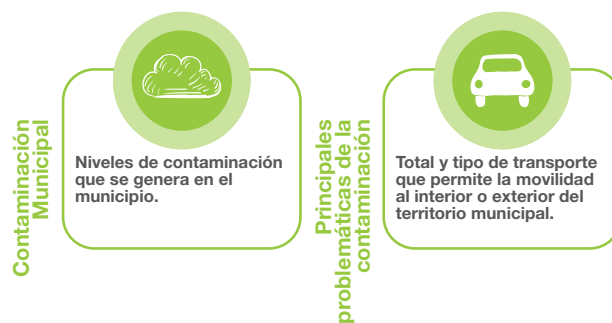 Contaminación
Municipal
Niveles de contaminación
que se genera en el
municipio.
Principales
problemáticas de la
contaminación
Total y tipo de transporte
que permite la movilidad
al interior o exterior del
territorio municipal.